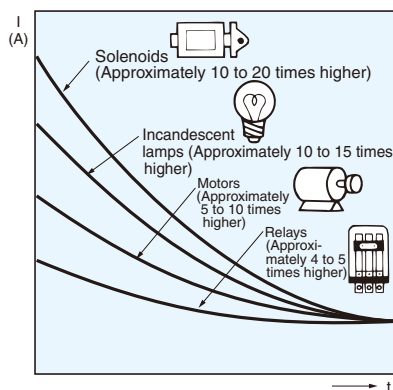 I
(A)
Solenoids
(Approximately 10 to 20 times higher)
Incandescent
lamps (Approximately 10 to 15 times
higher)
Motors
(Approximately
5 to 10 times
higher)
Relays
(Approxi-
mately 4 to 5
times higher)
t